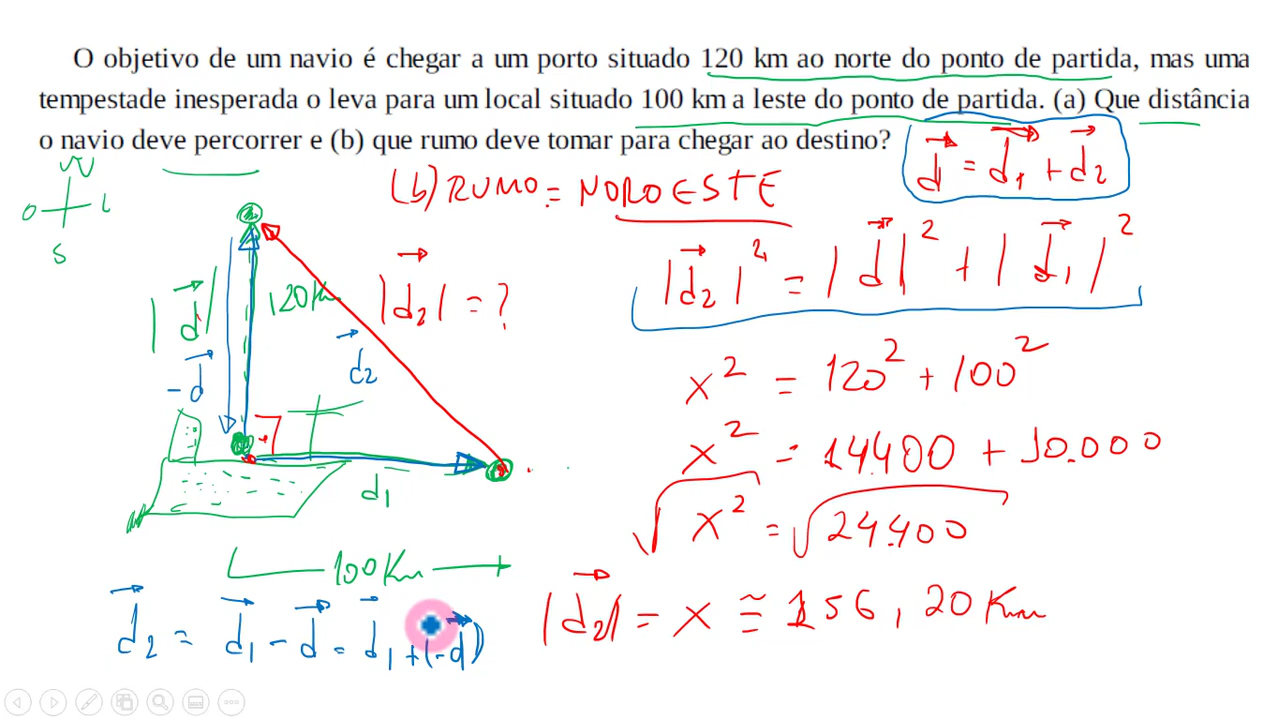 O objetivo de um navio é chegar a um porto situado 120 km ao norte do ponto de partida, mas uma
tempestade inesperada o leva para um local situado 100 km a leste do ponto de partida. (a) Que distância
o navio deve percorrer e (b) que rumo deve tomar para chegar ao destino?
d = d₁ + d₂
N
O L
S
(b) RUMO = NOROESTE
|d₂|² = |d|² + |d₁|²
|d|
120 Km
|d₂| = ?
-d
d₂
x² = 120² + 100²
x² = 14400 + 10.000
d₁
√x² = √24.400
100 Km
|d₂| = x ≅ 156,20 Km
d₂ = d₁ - d = d₁ + (-d)